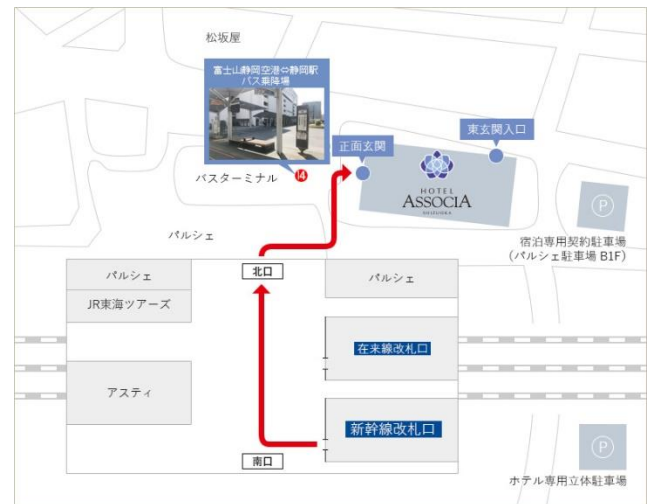 松坂屋
富士山静岡空港⇔静岡駅
バス乗降場
バスターミナル
14
正面玄関
東玄関入口
HOTEL
ASSOCIA
SHIZUOKA
P
宿泊専用契約駐車場
(パルシェ駐車場 B1F)
パルシェ
パルシェ
JR東海ツアーズ
北口
パルシェ
在来線改札口
アスティ
新幹線改札口
南口
P
ホテル専用立体駐車場